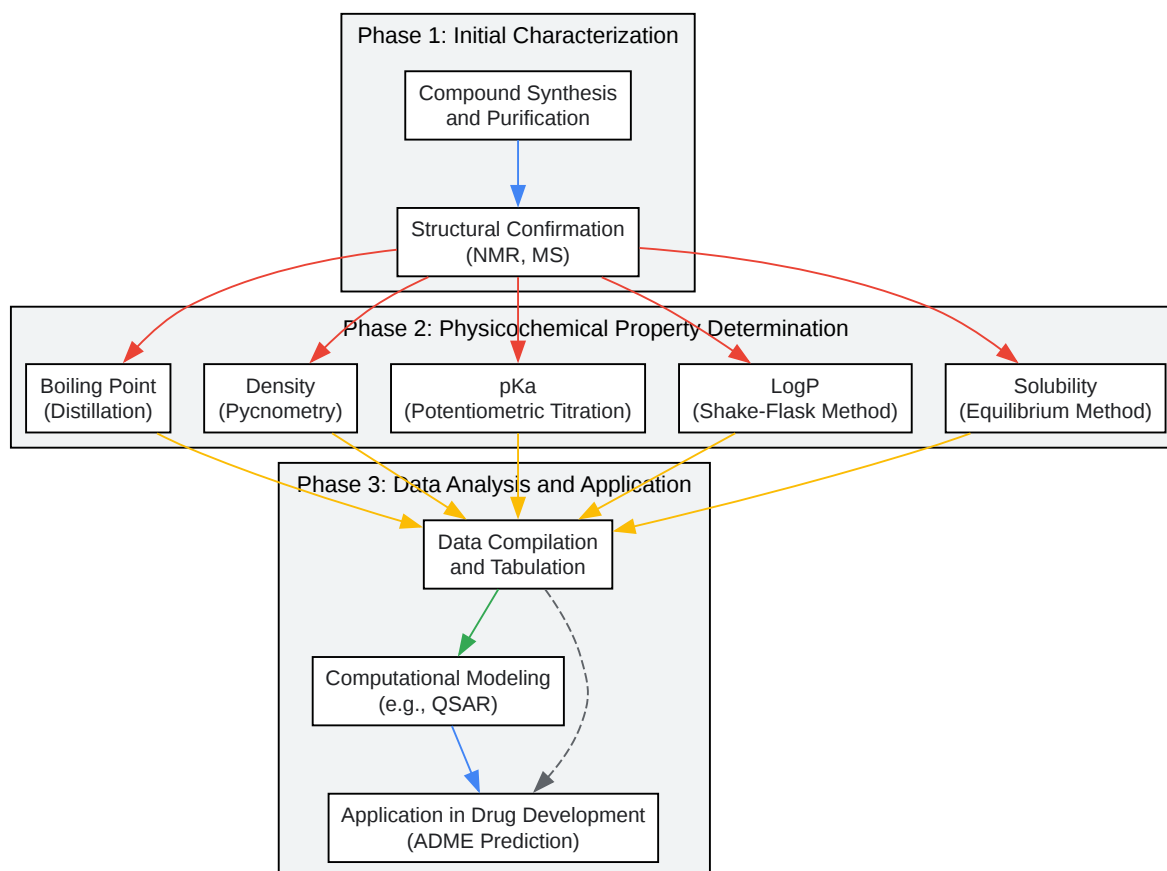 Phase 1: Initial Characterization
Compound Synthesis
and Purification
Structural Confirmation
(NMR, MS)
Phase 2: Physicochemical Property Determination
Boiling Point
(Distillation)
Density
(Pycnometry)
pKa
(Potentiometric Titration)
LogP
(Shake-Flask Method)
Solubility
(Equilibrium Method)
Phase 3: Data Analysis and Application
Data Compilation
and Tabulation
Computational Modeling
(e.g., QSAR)
Application in Drug Development
(ADME Prediction)